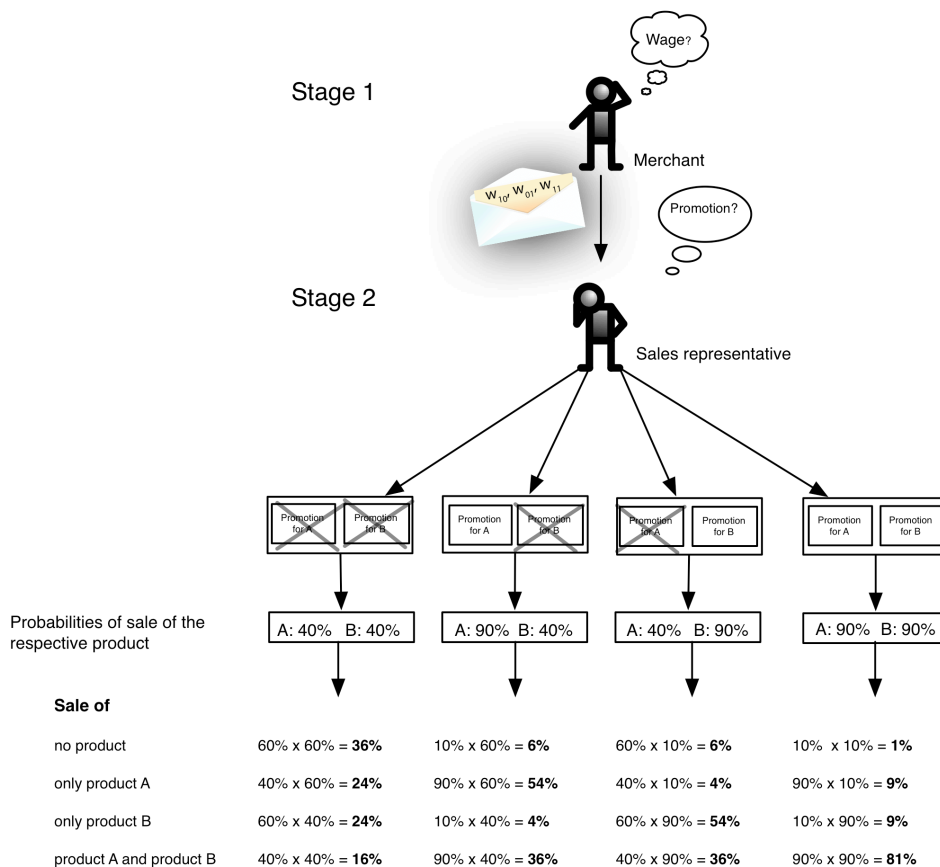 Wage?
Stage 1
Merchant
w10, w01, w11
Promotion?
Stage 2
Sales representative
Promotion
for A
Promotion
for B
Promotion
for A
Promotion
for B
Promotion
for A
Promotion
for B
Promotion
for A
Promotion
for B
Probabilities of sale of the
respective product
A: 40% B: 40%
A: 90% B: 40%
A: 40% B: 90%
A: 90% B: 90%
Sale of
no product 60% x 60% = 36% 10% x 60% = 6% 60% x 10% = 6% 10% x 10% = 1%
only product A 40% x 60% = 24% 90% x 60% = 54% 40% x 10% = 4% 90% x 10% = 9%
only product B 60% x 40% = 24% 10% x 40% = 4% 60% x 90% = 54% 10% x 90% = 9%
product A and product B 40% x 40% = 16% 90% x 40% = 36% 40% x 90% = 36% 90% x 90% = 81%